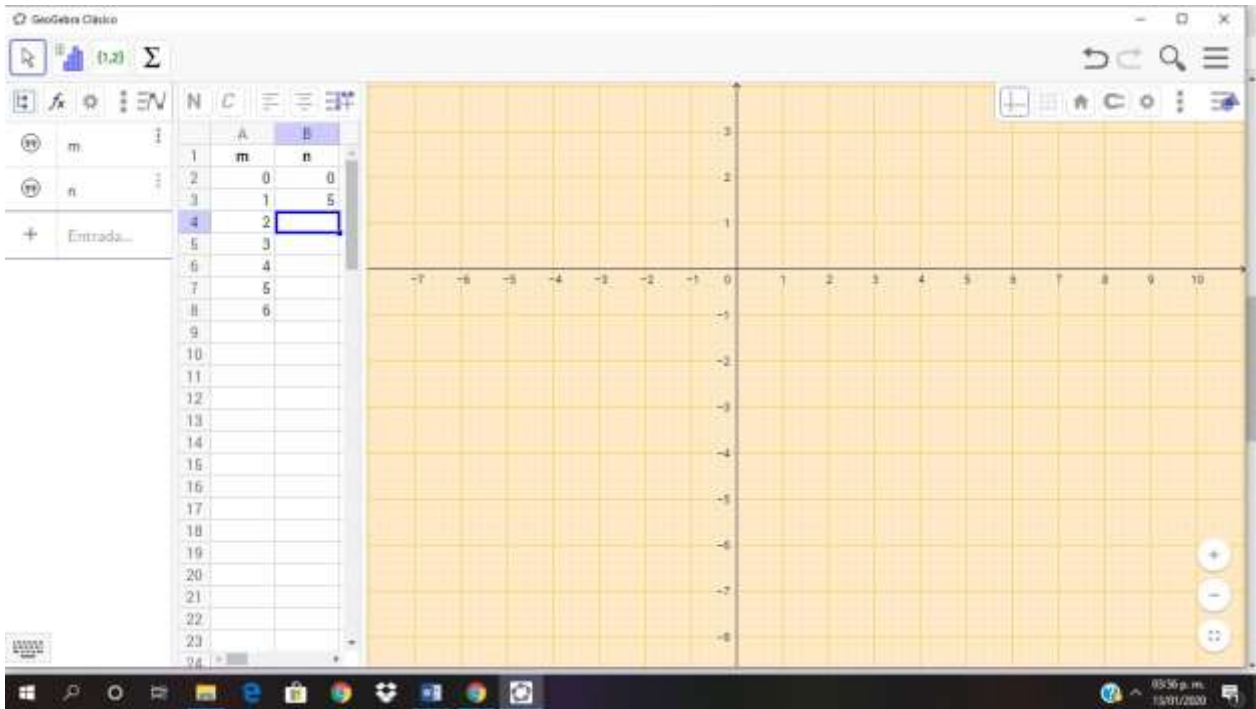 GeoGebra Clásico
{1,2} Σ
fx N C
m
n
Entrada...
A B
1 m n
2 0 0
3 1 5
4 2
5 3
6 4
7 5
8 6
9
10
11
12
13
14
15
16
17
18
19
20
21
22
23
24
3
2
1
-7 -6 -5 -4 -3 -2 -1 0 1 2 3 4 5 6 7 8 9 10
-1
-2
-3
-4
-5
-6
-7
-8
03:56 p. m.
13/01/2020